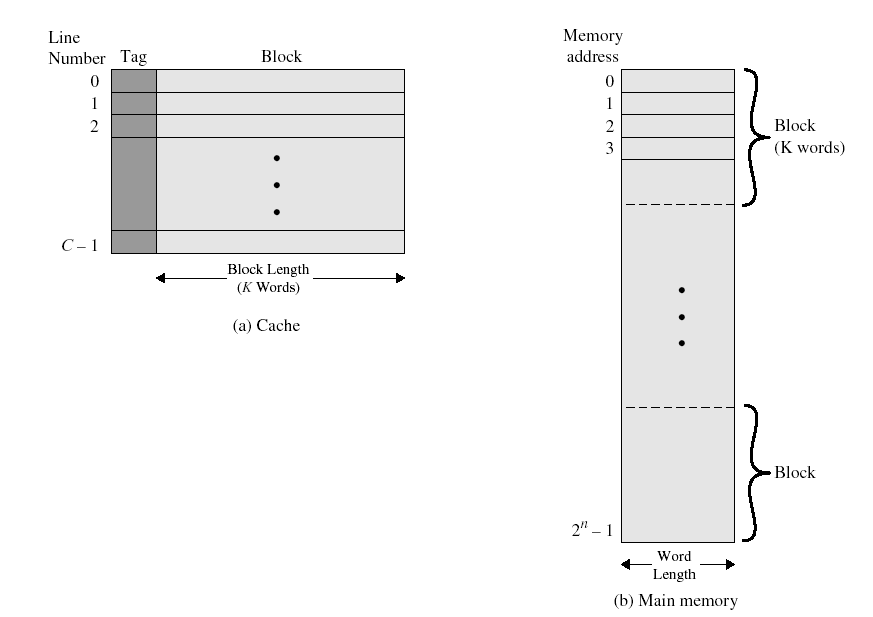 Line
Number Tag Block
0
1
2
C – 1
Block Length
(K Words)
(a) Cache
Memory
address
0
1
2
3
Block
(K words)
Block
2ⁿ – 1
Word
Length
(b) Main memory